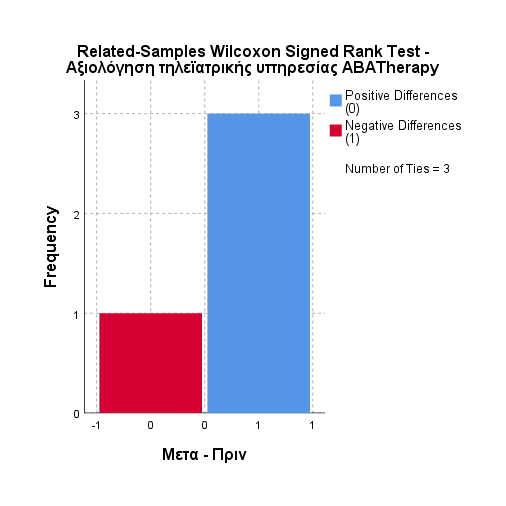 Related-Samples Wilcoxon Signed Rank Test -
Αξιολόγηση τηλεϊατρικής υπηρεσίας ABATherapy
Positive Differences
(0)
Negative Differences
(1)
Number of Ties = 3
Frequency
3
2
1
0
-1 0 0 1 1
Μετα - Πριν